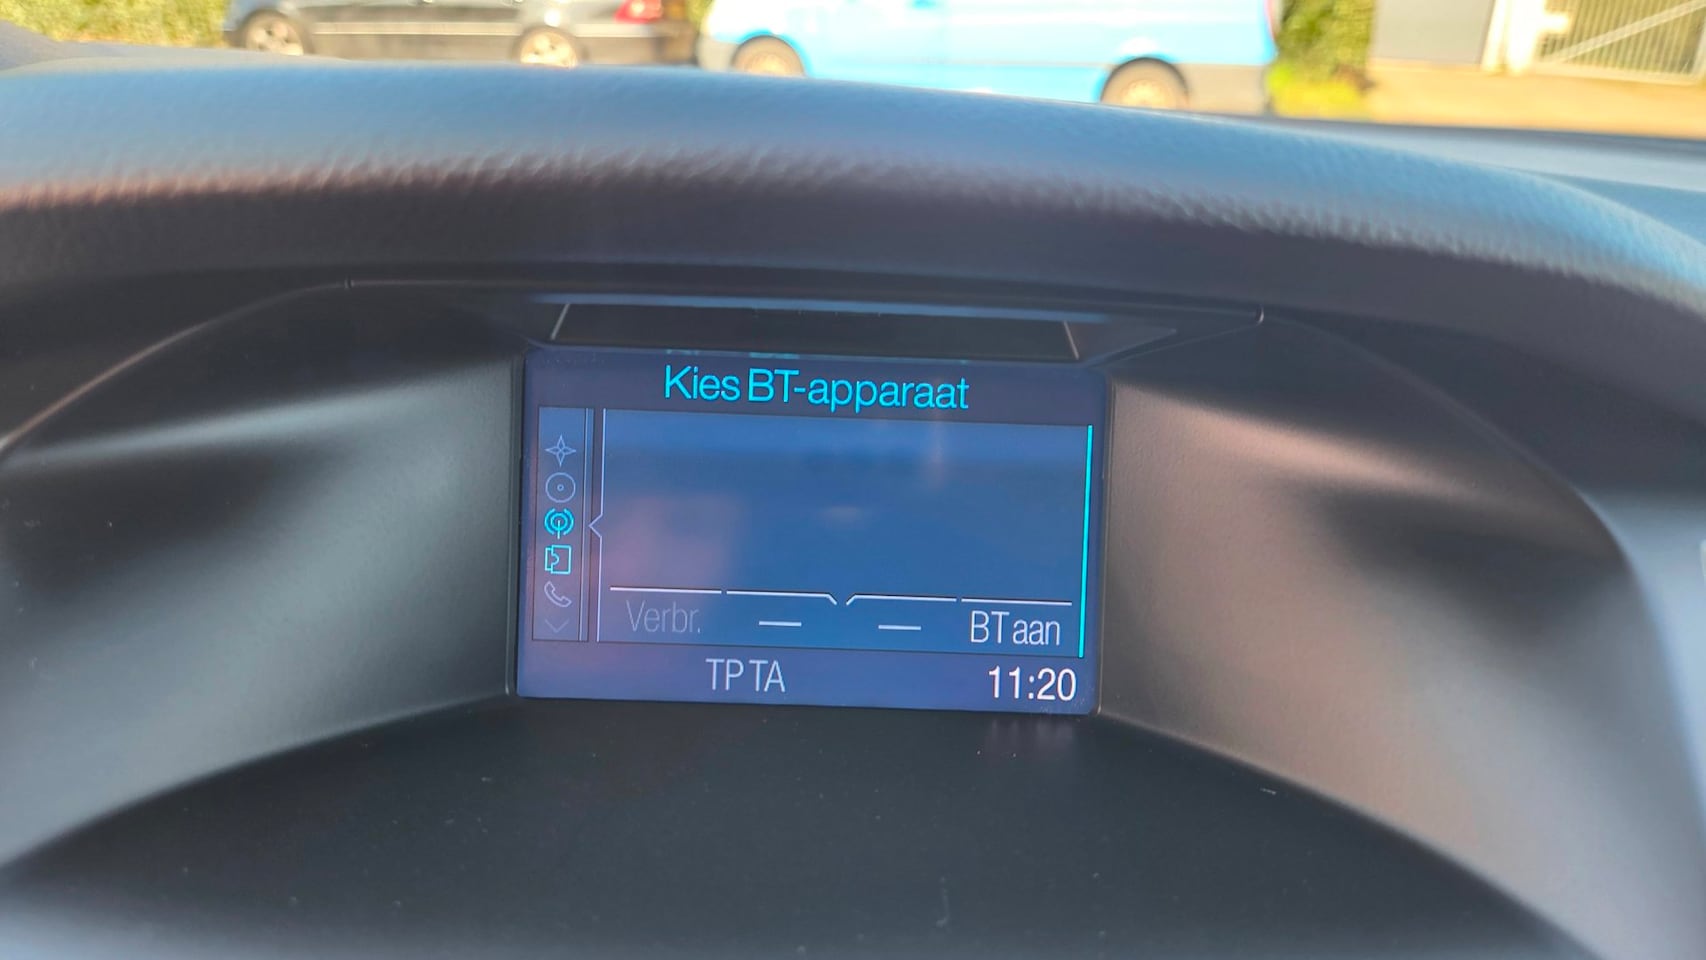 Kies BT-apparaat
Verbr. — — BT aan
TP TA 11:20